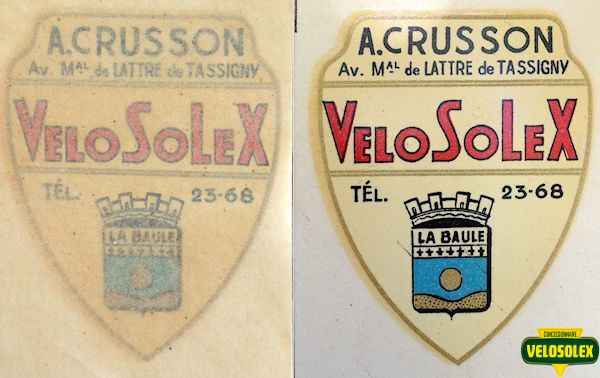 A.CRUSSON
Av. MAL de LATTRE de TASSIGNY
VELOSOLEX
TÉL. 23-68
LA BAULE
A.CRUSSON
Av. MAL de LATTRE de TASSIGNY
VELOSOLEX
TÉL. 23-68
LA BAULE
CONCESSIONNAIRE
VELOSOLEX